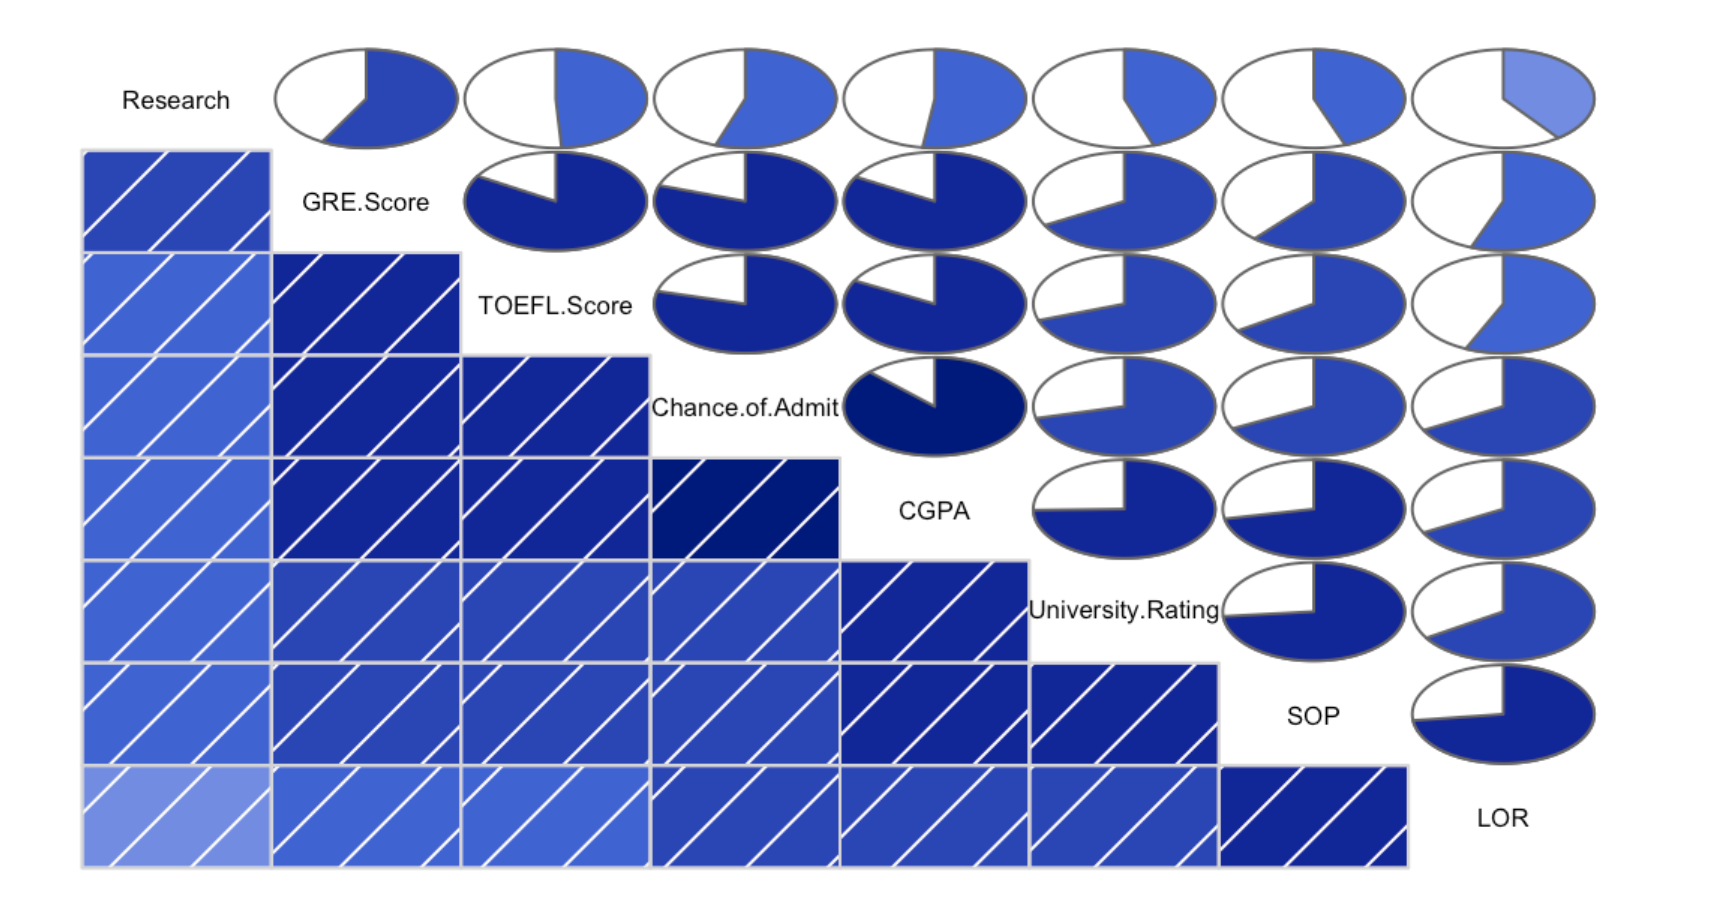 Research
GRE.Score
TOEFL.Score
Chance.of.Admit
CGPA
University.Rating
SOP
LOR